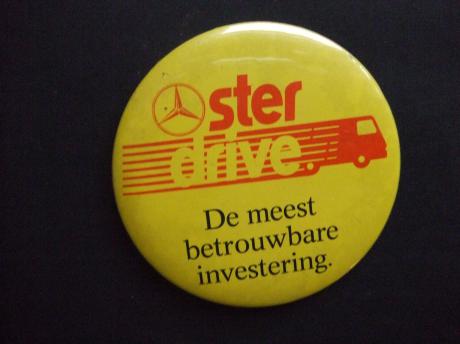 ster
drive
De meest
betrouwbare
investering.